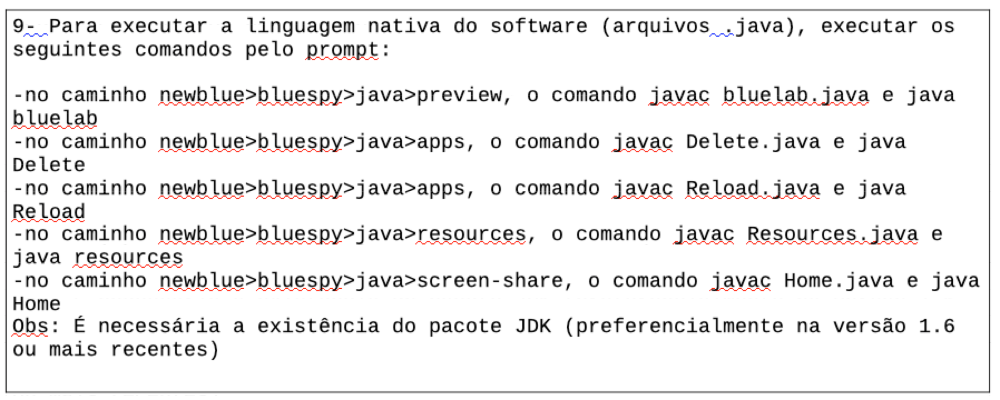 9- Para executar a linguagem nativa do software (arquivos .java), executar os
seguintes comandos pelo prompt:
-no caminho newblue>bluespy>java>preview, o comando javac bluelab.java e java
bluelab
-no caminho newblue>bluespy>java>apps, o comando javac Delete.java e java
Delete
-no caminho newblue>bluespy>java>apps, o comando javac Reload.java e java
Reload
-no caminho newblue>bluespy>java>resources, o comando javac Resources.java e
java resources
-no caminho newblue>bluespy>java>screen-share, o comando javac Home.java e java
Home
Obs: É necessária a existência do pacote JDK (preferencialmente na versão 1.6
ou mais recentes)